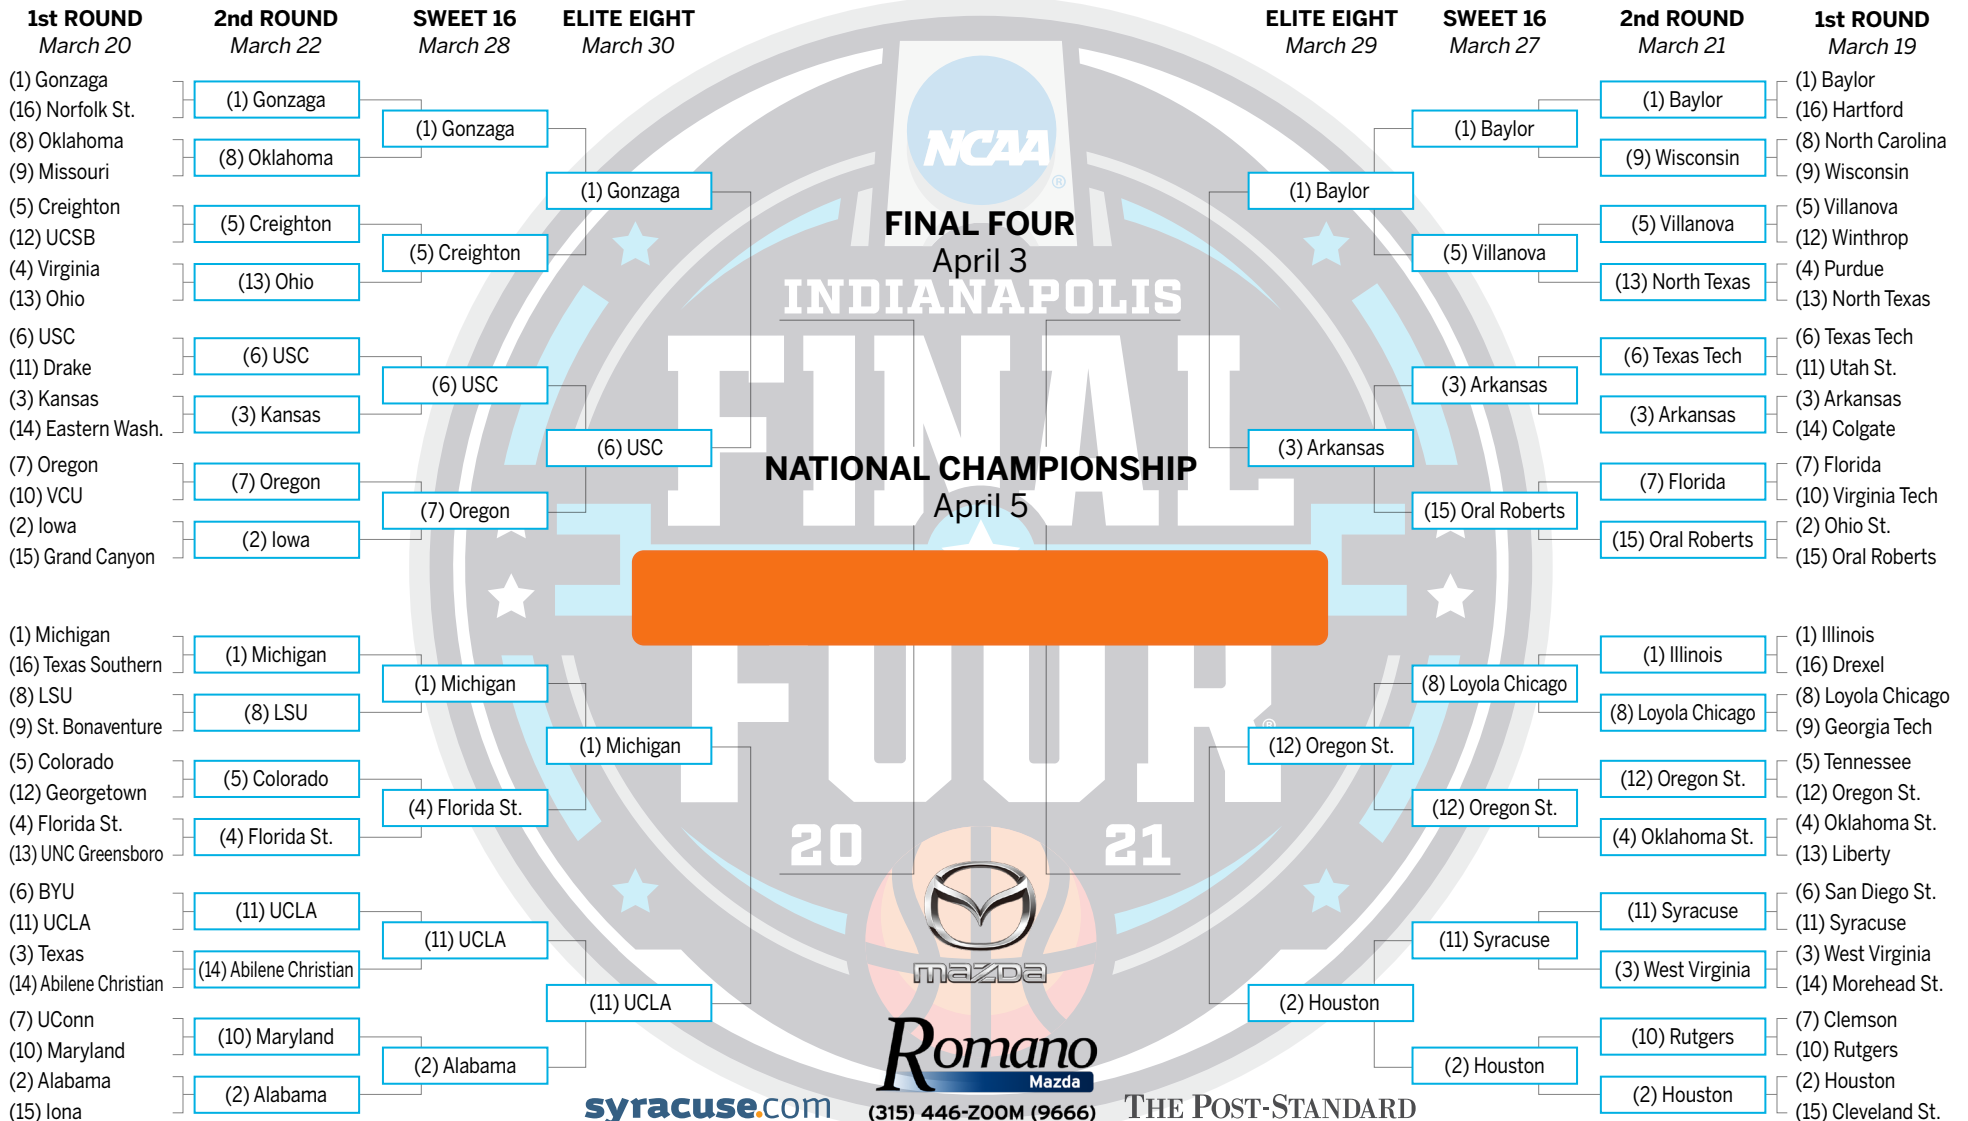 1st ROUND
March 20
2nd ROUND
March 22
SWEET 16
March 28
ELITE EIGHT
March 30
ELITE EIGHT
March 29
SWEET 16
March 27
2nd ROUND
March 21
1st ROUND
March 19
(1) Gonzaga
(16) Norfolk St.
(8) Oklahoma
(9) Missouri
(5) Creighton
(12) UCSB
(4) Virginia
(13) Ohio
(6) USC
(11) Drake
(3) Kansas
(14) Eastern Wash.
(7) Oregon
(10) VCU
(2) Iowa
(15) Grand Canyon
(1) Michigan
(16) Texas Southern
(8) LSU
(9) St. Bonaventure
(5) Colorado
(12) Georgetown
(4) Florida St.
(13) UNC Greensboro
(6) BYU
(11) UCLA
(3) Texas
(14) Abilene Christian
(7) UConn
(10) Maryland
(2) Alabama
(15) Iona
(1) Gonzaga
(8) Oklahoma
(5) Creighton
(13) Ohio
(6) USC
(3) Kansas
(7) Oregon
(2) Iowa
(1) Michigan
(8) LSU
(5) Colorado
(4) Florida St.
(11) UCLA
(14) Abilene Christian
(10) Maryland
(2) Alabama
(1) Gonzaga
(5) Creighton
(6) USC
(7) Oregon
(1) Michigan
(4) Florida St.
(11) UCLA
(2) Alabama
(1) Gonzaga
(6) USC
(1) Michigan
(11) UCLA
NCAA
®
FINAL FOUR
April 3
INDIANAPOLIS
FINAL
NATIONAL CHAMPIONSHIP
April 5
FOUR
®
20 21
mazda
Romano
Mazda
(315) 446-ZOOM (9666)
syracuse.com
THE POST-STANDARD
(1) Baylor
(3) Arkansas
(12) Oregon St.
(2) Houston
(1) Baylor
(5) Villanova
(3) Arkansas
(15) Oral Roberts
(8) Loyola Chicago
(12) Oregon St.
(11) Syracuse
(2) Houston
(1) Baylor
(9) Wisconsin
(5) Villanova
(13) North Texas
(6) Texas Tech
(3) Arkansas
(7) Florida
(15) Oral Roberts
(1) Illinois
(8) Loyola Chicago
(12) Oregon St.
(4) Oklahoma St.
(11) Syracuse
(3) West Virginia
(10) Rutgers
(2) Houston
(1) Baylor
(16) Hartford
(8) North Carolina
(9) Wisconsin
(5) Villanova
(12) Winthrop
(4) Purdue
(13) North Texas
(6) Texas Tech
(11) Utah St.
(3) Arkansas
(14) Colgate
(7) Florida
(10) Virginia Tech
(2) Ohio St.
(15) Oral Roberts
(1) Illinois
(16) Drexel
(8) Loyola Chicago
(9) Georgia Tech
(5) Tennessee
(12) Oregon St.
(4) Oklahoma St.
(13) Liberty
(6) San Diego St.
(11) Syracuse
(3) West Virginia
(14) Morehead St.
(7) Clemson
(10) Rutgers
(2) Houston
(15) Cleveland St.